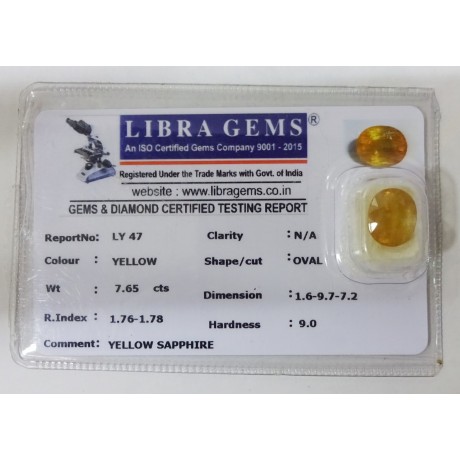 LIBRA GEMS®
An ISO Certified Gems Company 9001 - 2015
Registered Under the Trade Marks with Govt. of India
website : www.libragems.co.in
GEMS & DIAMOND CERTIFIED TESTING REPORT
ReportNo: LY 47 Clarity : N/A
Colour : YELLOW Shape/cut : OVAL
Wt : 7.65 cts Dimension : 1.6-9.7-7.2
R.Index : 1.76-1.78 Hardness : 9.0
Comment: YELLOW SAPPHIRE